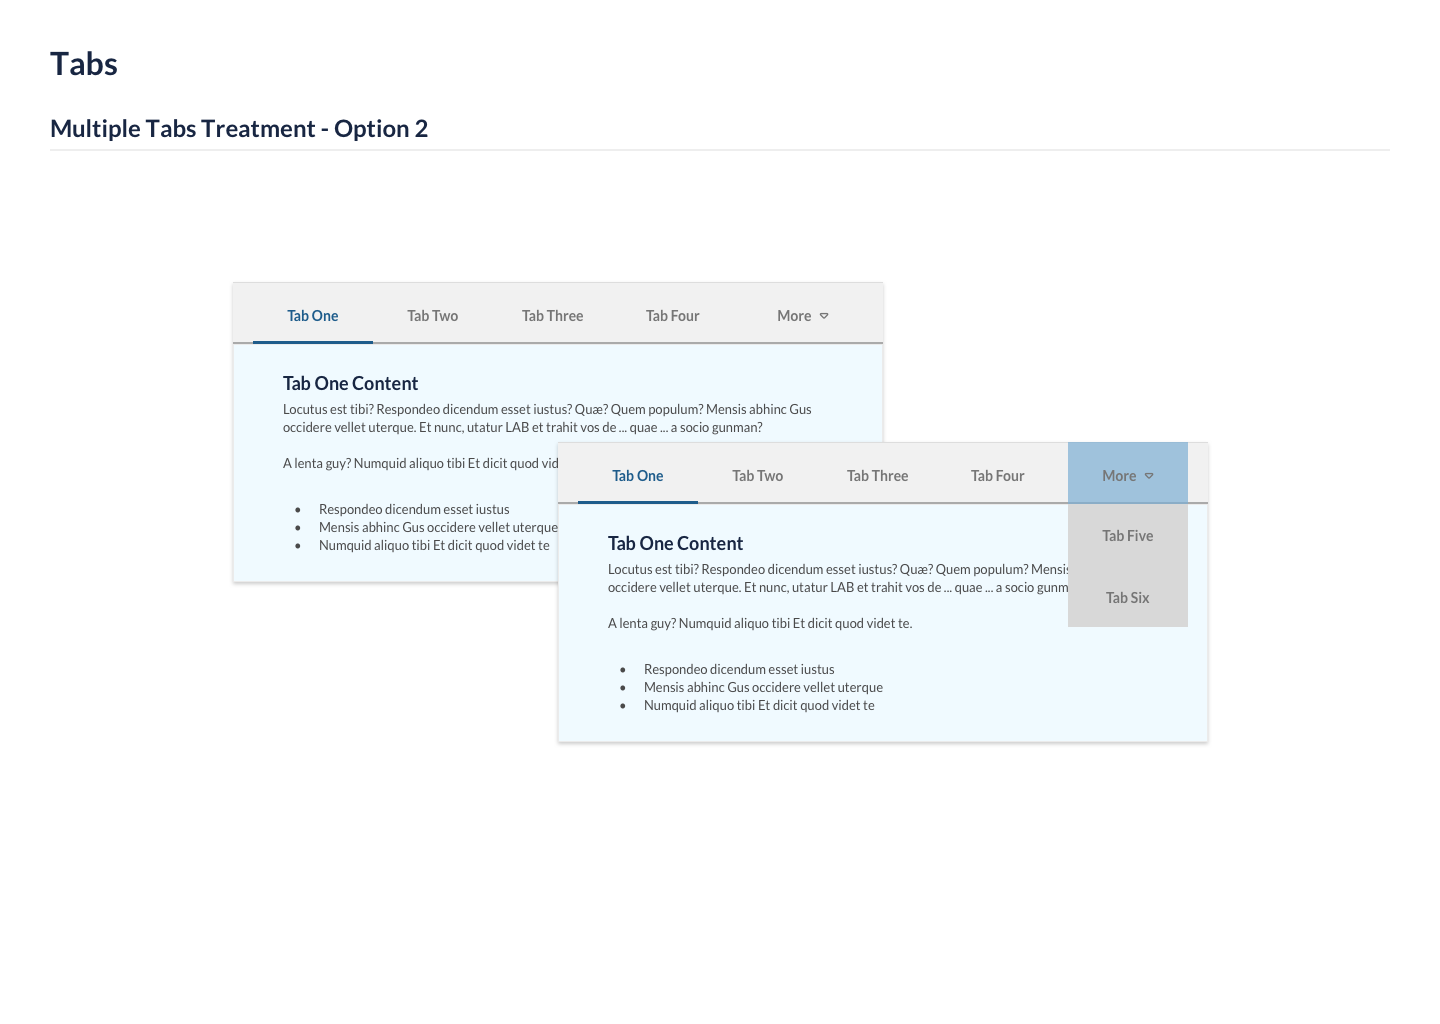 Tabs
Multiple Tabs Treatment - Option 2
Tab One Tab Two Tab Three Tab Four More
Tab One Content
Locutus est tibi? Respondeo dicendum esset iustus? Quæ? Quem populum? Mensis abhinc Gus
occidere vellet uterque. Et nunc, utatur LAB et trahit vos de ... quae ... a socio gunman?
A lenta guy? Numquid aliquo tibi Et dicit quod vid
• Respondeo dicendum esset iustus
• Mensis abhinc Gus occidere vellet uterque
• Numquid aliquo tibi Et dicit quod videt te
Tab One Tab Two Tab Three Tab Four More
Tab Five
Tab Six
Tab One Content
Locutus est tibi? Respondeo dicendum esset iustus? Quæ? Quem populum? Mensis
occidere vellet uterque. Et nunc, utatur LAB et trahit vos de ... quae ... a socio gunm
A lenta guy? Numquid aliquo tibi Et dicit quod videt te.
• Respondeo dicendum esset iustus
• Mensis abhinc Gus occidere vellet uterque
• Numquid aliquo tibi Et dicit quod videt te